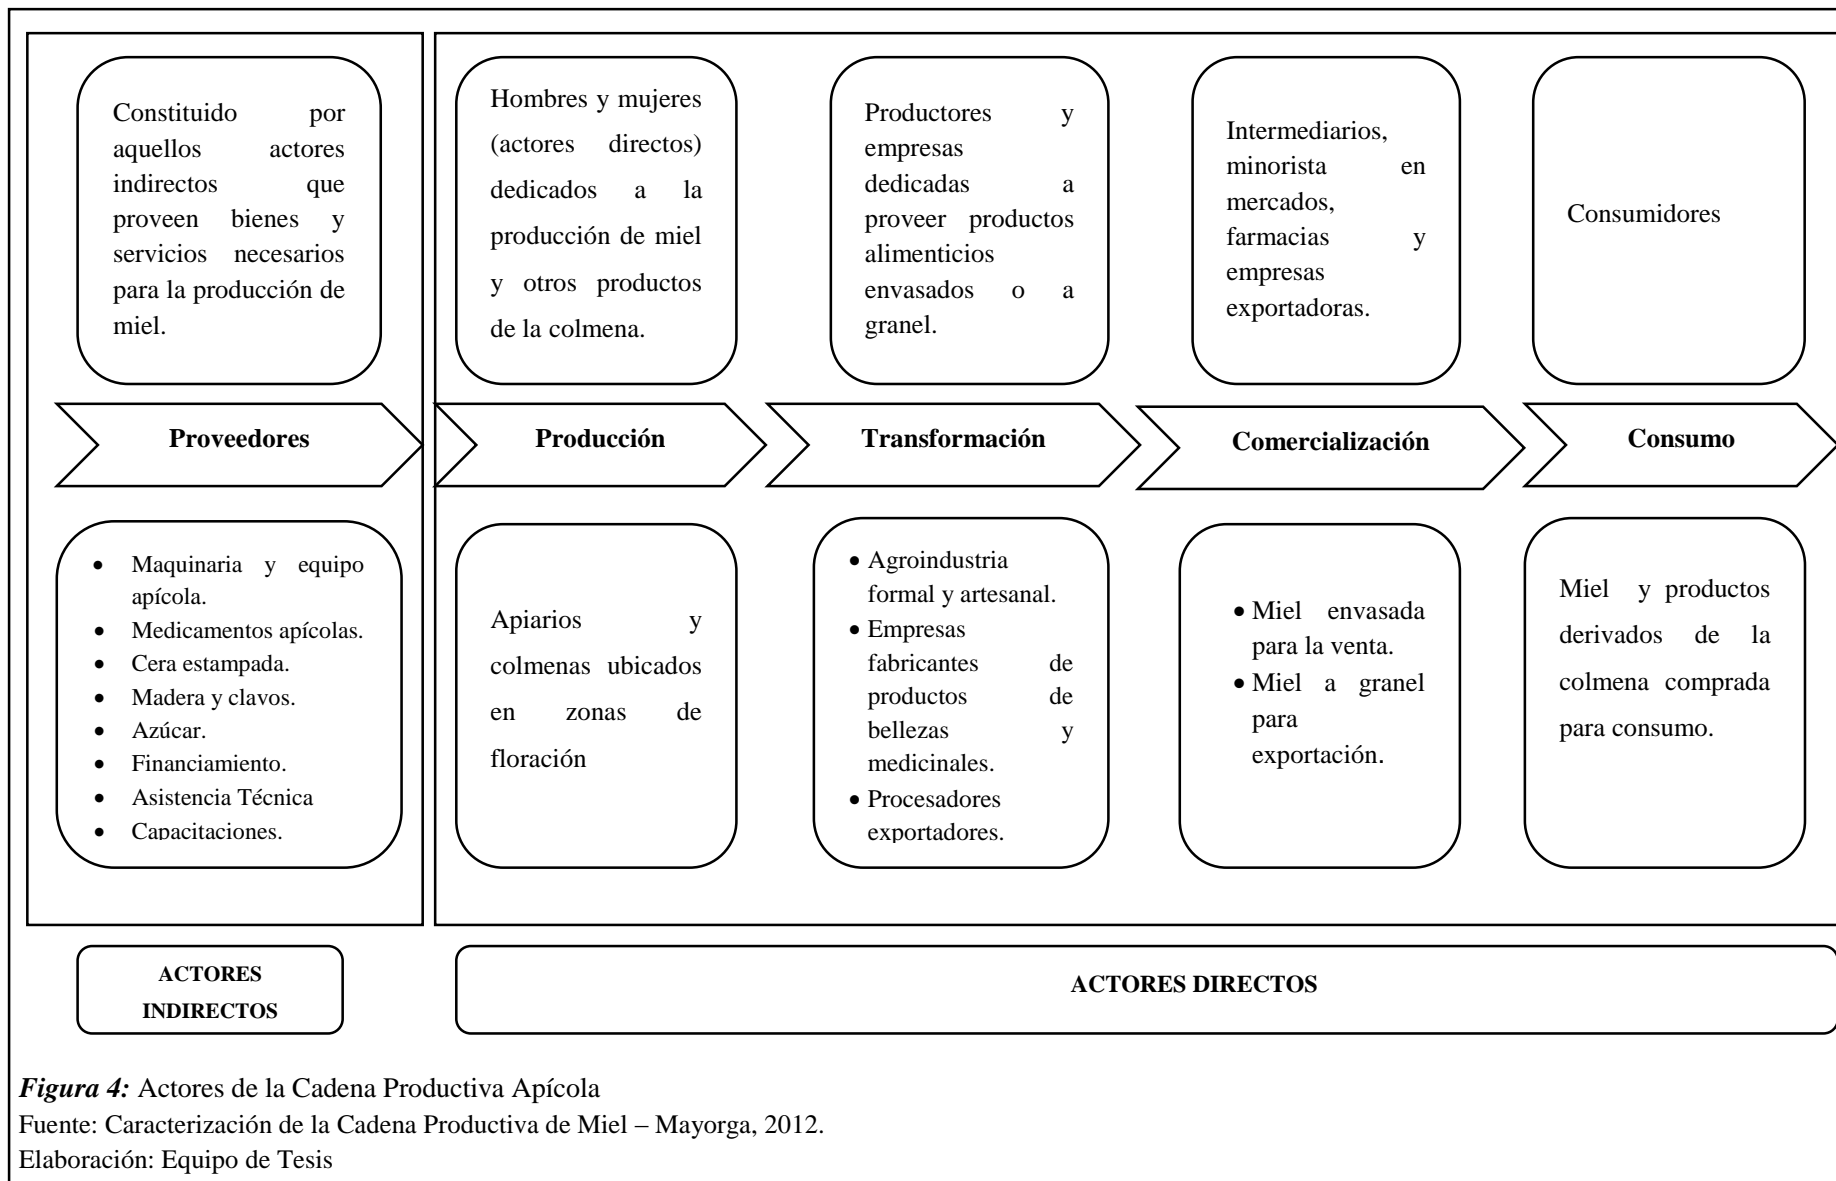 Constituido por
aquellos actores
indirectos que
proveen bienes y
servicios necesarios
para la producción de
miel.
Hombres y mujeres
(actores directos)
dedicados a la
producción de miel
y otros productos
de la colmena.
Productores y
empresas
dedicadas a
proveer productos
alimenticios
envasados o a
granel.
Intermediarios,
minorista en
mercados,
farmacias y
empresas
exportadoras.
Consumidores
Proveedores
Producción
Transformación
Comercialización
Consumo
• Maquinaria y equipo
apícola.
• Medicamentos apícolas.
• Cera estampada.
• Madera y clavos.
• Azúcar.
• Financiamiento.
• Asistencia Técnica
• Capacitaciones.
Apiarios y
colmenas ubicados
en zonas de
floración
• Agroindustria
formal y artesanal.
• Empresas
fabricantes de
productos de
bellezas y
medicinales.
• Procesadores
exportadores.
• Miel envasada
para la venta.
• Miel a granel
para
exportación.
Miel y productos
derivados de la
colmena comprada
para consumo.
ACTORES
INDIRECTOS
ACTORES DIRECTOS
Figura 4: Actores de la Cadena Productiva Apícola
Fuente: Caracterización de la Cadena Productiva de Miel – Mayorga, 2012.
Elaboración: Equipo de Tesis